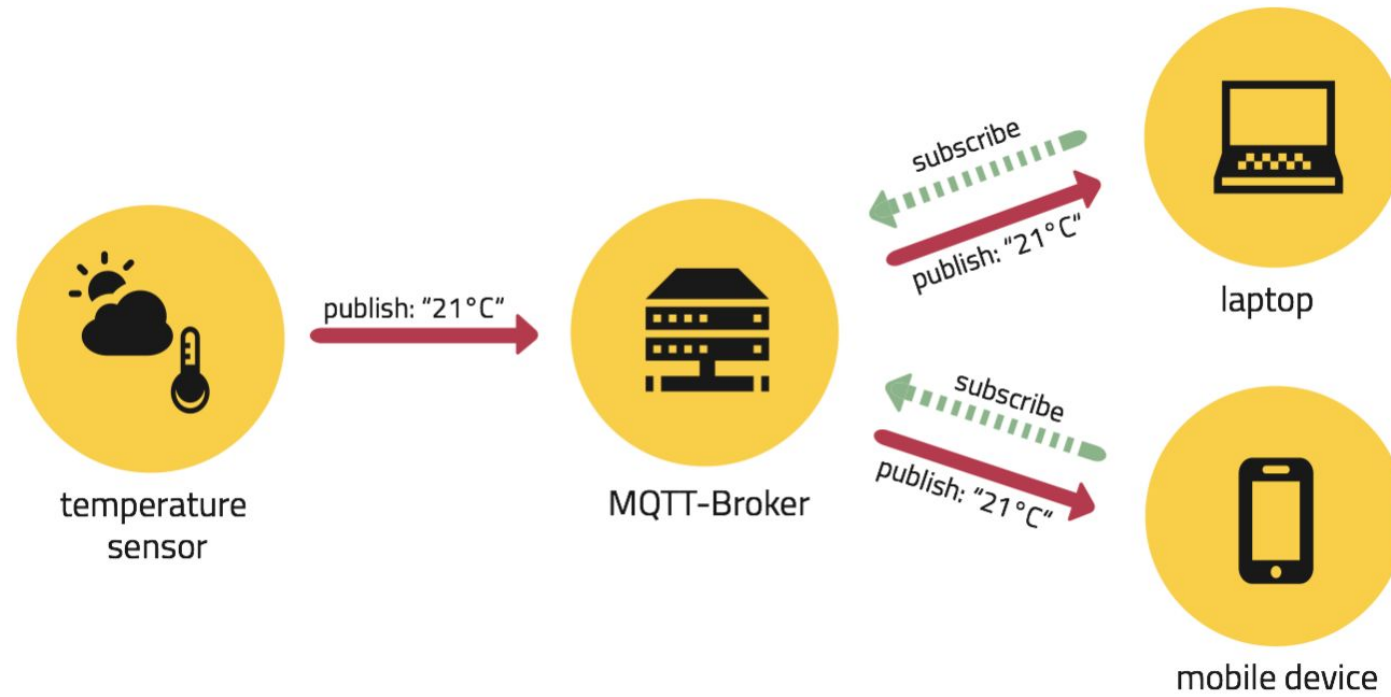 temperature
sensor
publish: “21°C“
MQTT-Broker
subscribe
publish: “21°C“
laptop
subscribe
publish: “21°C“
mobile device